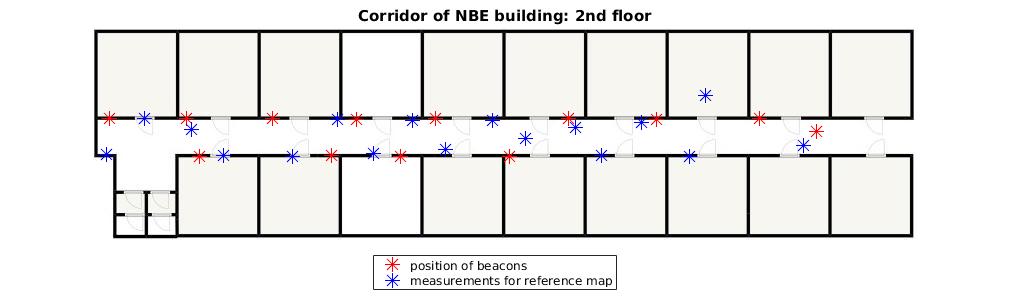 Corridor of NBE building: 2nd floor
position of beacons
measurements for reference map